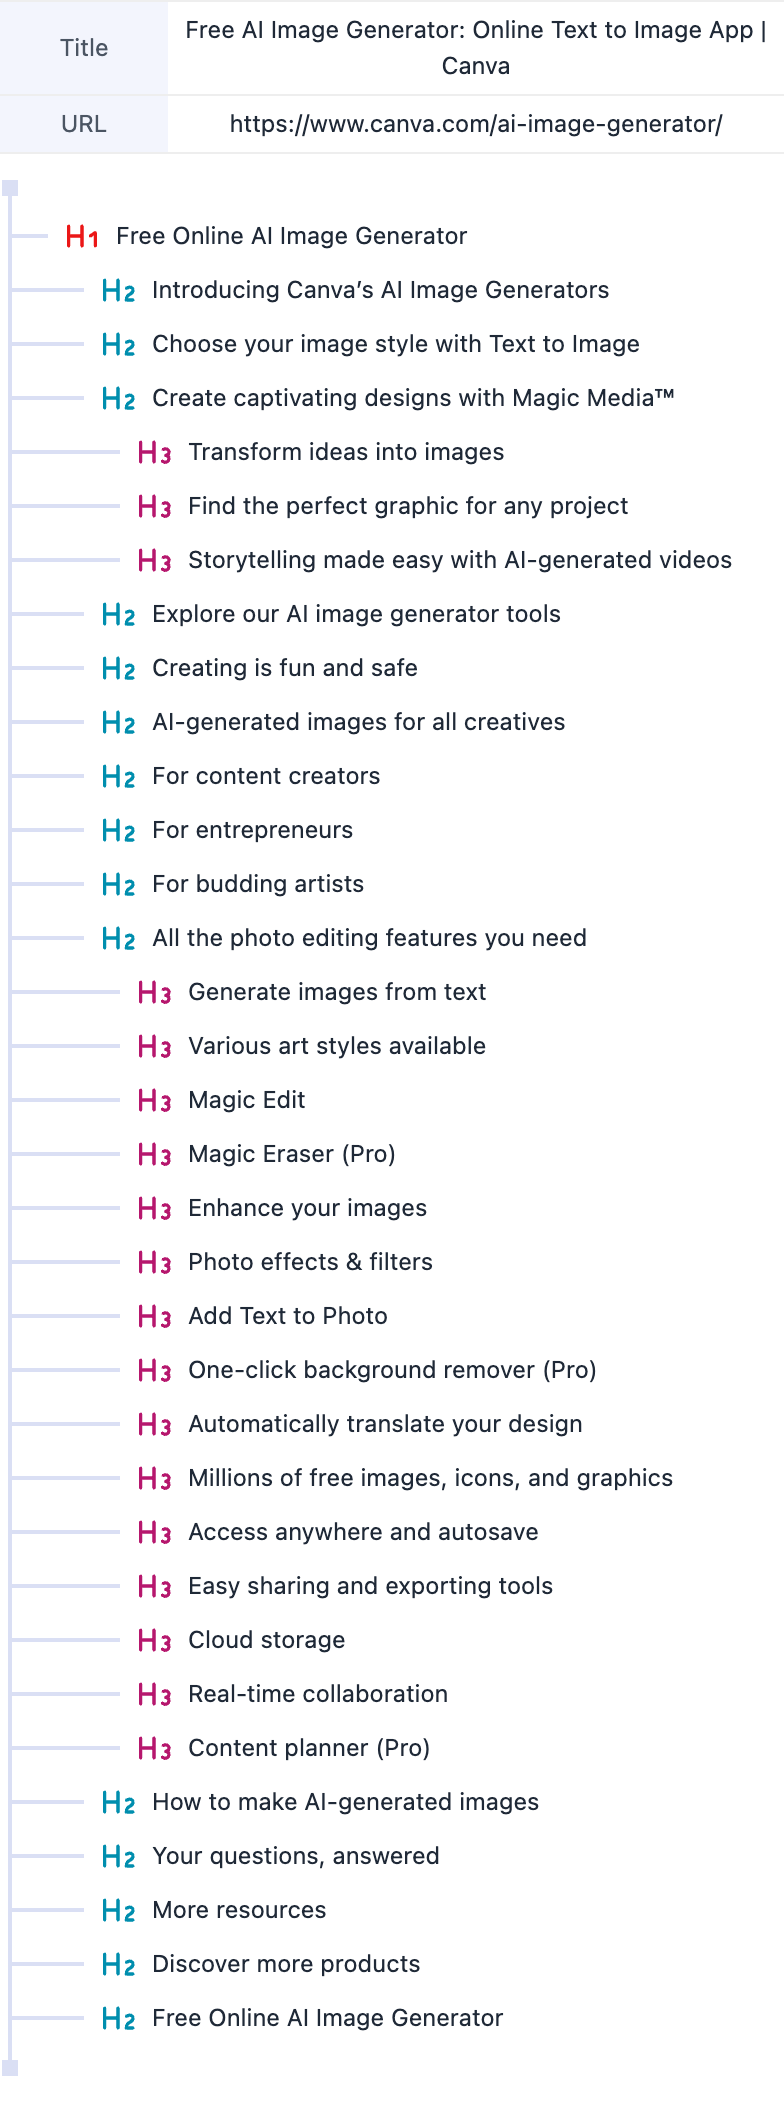 Title
Free AI Image Generator: Online Text to Image App |
Canva
URL
https://www.canva.com/ai-image-generator/
H1 Free Online AI Image Generator
H2 Introducing Canva’s AI Image Generators
H2 Choose your image style with Text to Image
H2 Create captivating designs with Magic Media™
H3 Transform ideas into images
H3 Find the perfect graphic for any project
H3 Storytelling made easy with AI-generated videos
H2 Explore our AI image generator tools
H2 Creating is fun and safe
H2 AI-generated images for all creatives
H2 For content creators
H2 For entrepreneurs
H2 For budding artists
H2 All the photo editing features you need
H3 Generate images from text
H3 Various art styles available
H3 Magic Edit
H3 Magic Eraser (Pro)
H3 Enhance your images
H3 Photo effects & filters
H3 Add Text to Photo
H3 One-click background remover (Pro)
H3 Automatically translate your design
H3 Millions of free images, icons, and graphics
H3 Access anywhere and autosave
H3 Easy sharing and exporting tools
H3 Cloud storage
H3 Real-time collaboration
H3 Content planner (Pro)
H2 How to make AI-generated images
H2 Your questions, answered
H2 More resources
H2 Discover more products
H2 Free Online AI Image Generator